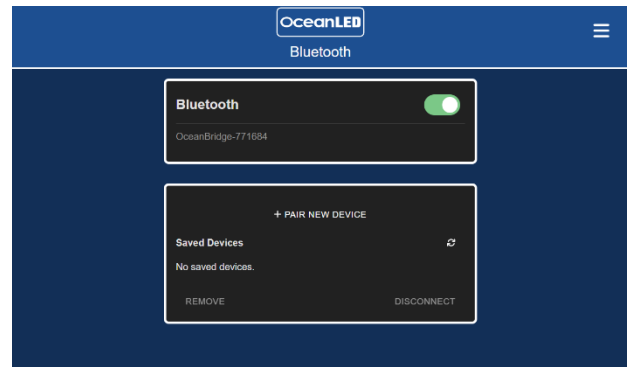 OceanLED
Bluetooth
Bluetooth
OceanBridge-771684
+ PAIR NEW DEVICE
Saved Devices
No saved devices.
REMOVE DISCONNECT